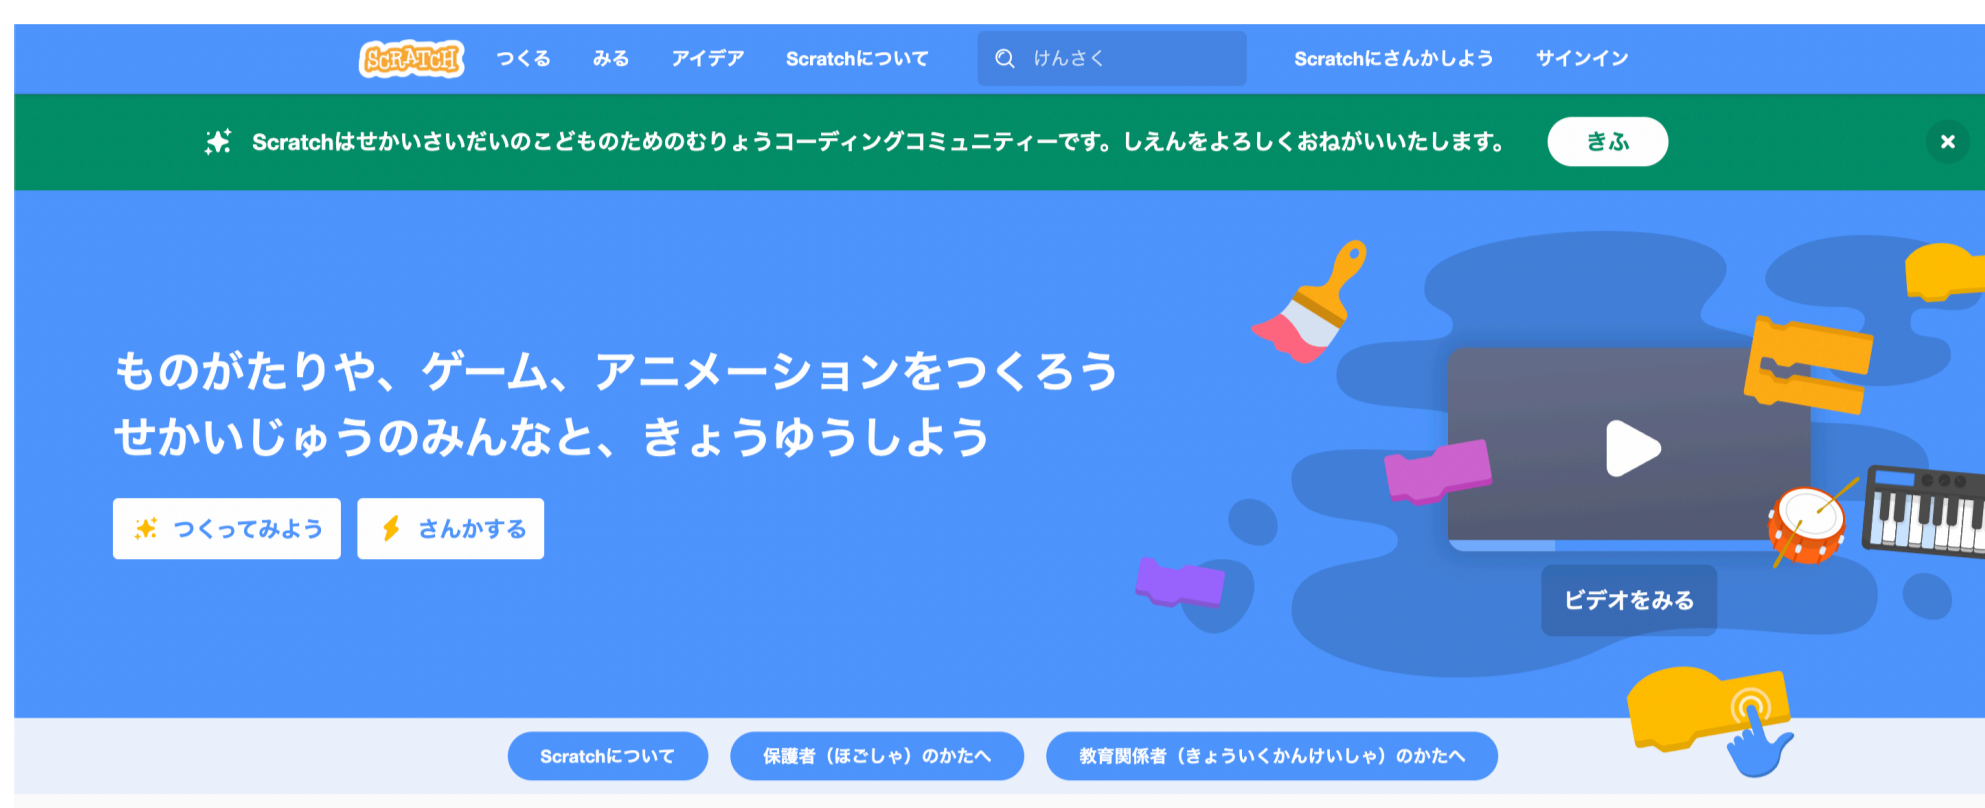 SCRATCH つくる みる アイデア Scratchについて けんさく Scratchにさんかしよう サインイン
Scratchはせかいさいだいのこどものためのむりょうコーディングコミュニティーです。しえんをよろしくおねがいいたします。 きふ
ものがたりや、ゲーム、アニメーションをつくろう
せかいじゅうのみんなと、きょうゆうしよう
つくってみよう さんかする
ビデオをみる
Scratchについて 保護者（ほごしゃ）のかたへ 教育関係者（きょういくかんけいしゃ）のかたへ